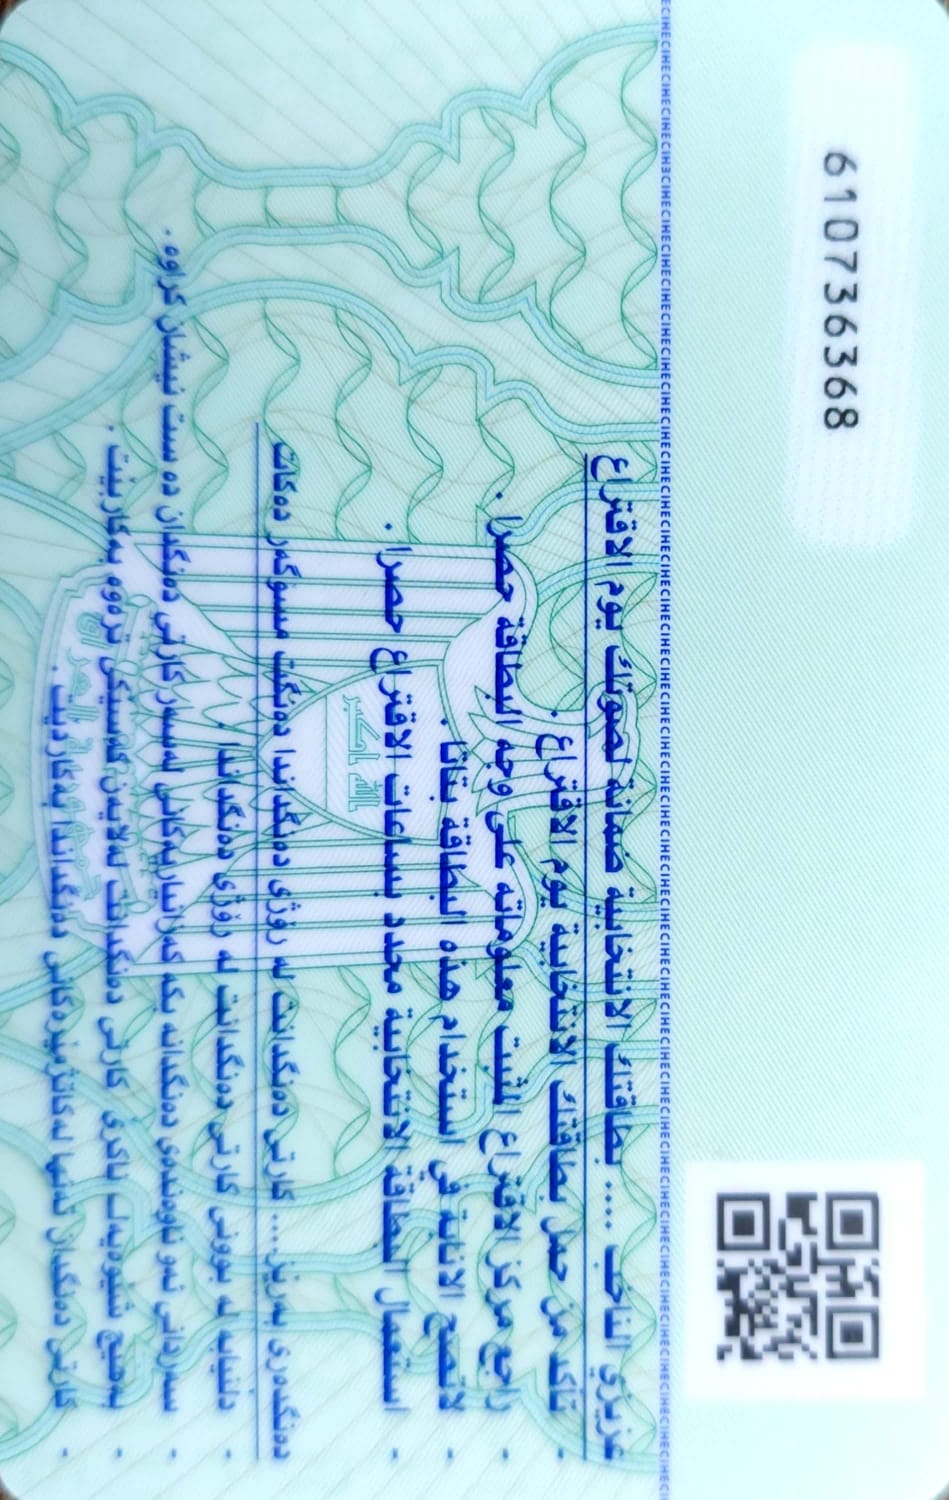 610736368
IHECIHECIHECIHECIHECIHECIHECIHECIHECIHECIHECIHECIHECIHECIHECIHEC
عزيزي الناخب .... بطاقتك الانتخابية ضمانة لصوتك يوم الاقتراع
- تأكد من حمل بطاقتك الانتخابية يوم الاقتراع .
- راجع مركز الاقتراع المثبت معلوماته على وجه البطاقة حصرا .
- لاتصح الانابة في استخدام هذه البطاقة بتاتا .
- استعمال البطاقة الانتخابية محدد بساعات الاقتراع حصرا .
الله اكبر
دەنگدەری بەڕێز.... کارتی دەنگدانت لە ڕۆژی دەنگداندا دەنگت مسۆگەر دەکات
- دڵنیابە لە بوونی کارتی دەنگدانت لە ڕۆژی دەنگداندا .
- سەردانی ئەو ناوەندەی دەنگدانە بکە کەزانیاریەکانی لەسەر کارتی دەنگدان دە ست نیشان کراوە .
- بەهیچ شێوەیەک ناکرێ کارتی دەنگدانت لەلایەن کەسێکی ترەوە بەکاربێت .
- کارتی دەنگدان تەنها لەکاتژمێرەکانی دەنگداندا بەکاردێت .
جمهورية العراق